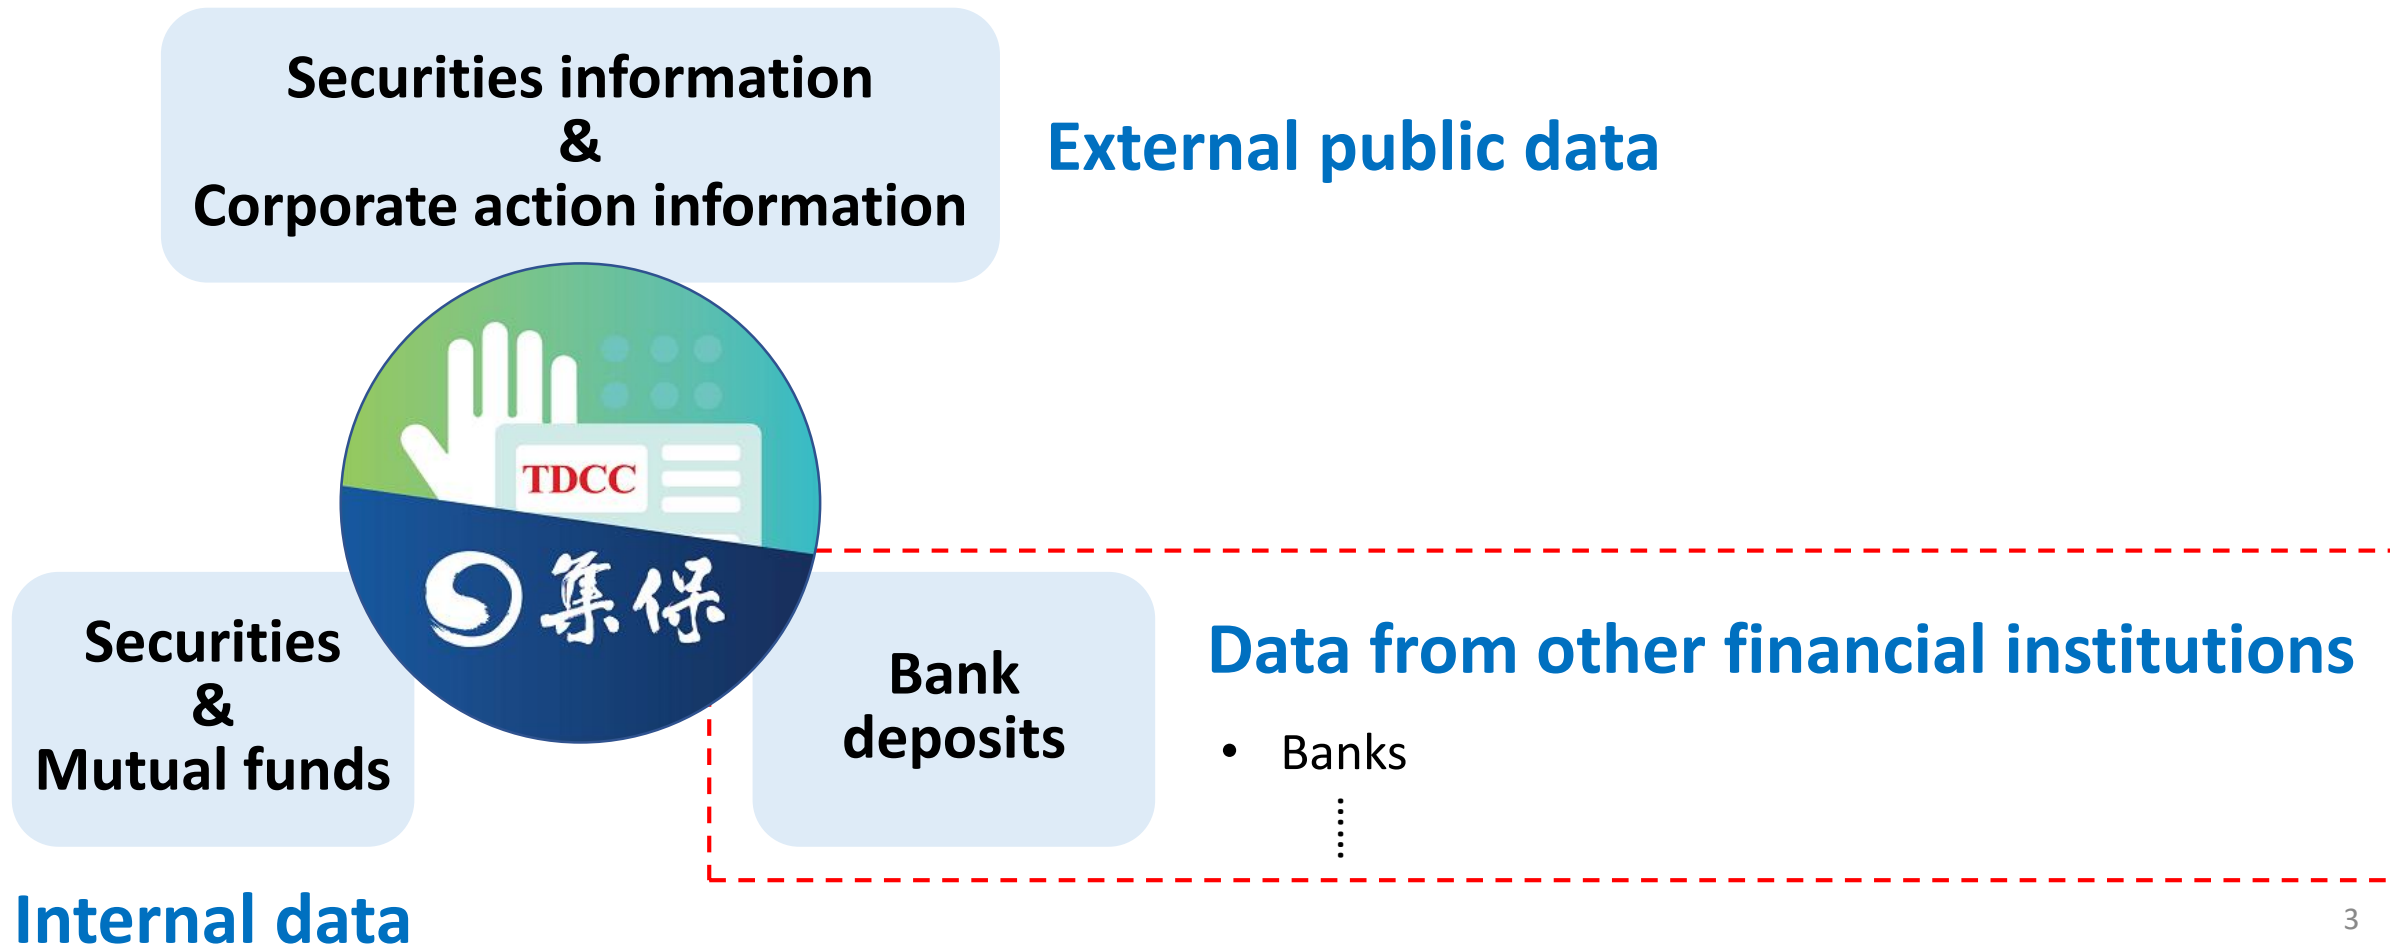 Securities information
&
Corporate action information
External public data
TDCC
集保
Securities
&
Mutual funds
Internal data
Bank
deposits
Data from other financial institutions
• Banks
3